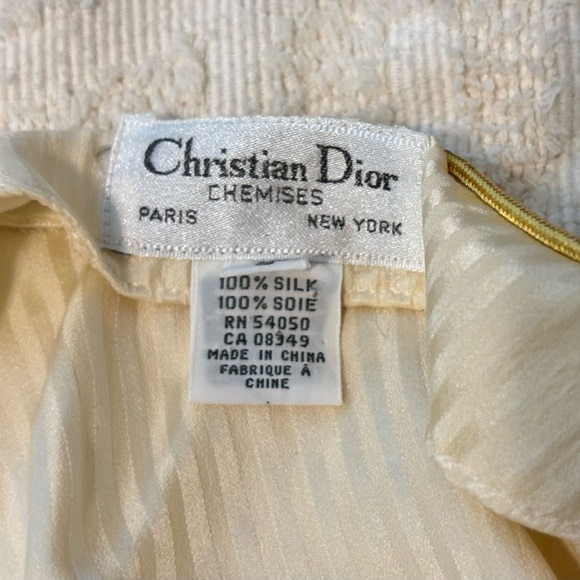 Christian Dior
CHEMISES
PARIS NEW YORK
100% SILK
100% SOIE
RN 54050
CA 08349
MADE IN CHINA
FABRIQUE À
CHINE